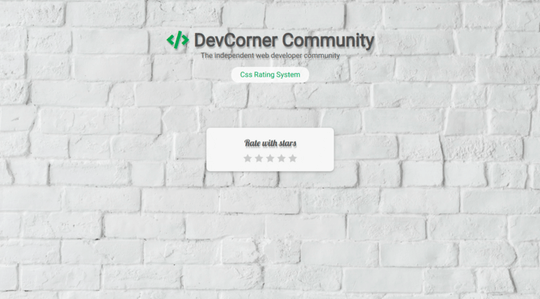 </> DevCorner Community
The independent web developer community
Css Rating System
Rate with stars